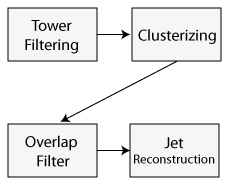 Tower
Filtering
Clusterizing
Overlap
Filter
Jet
Reconstruction